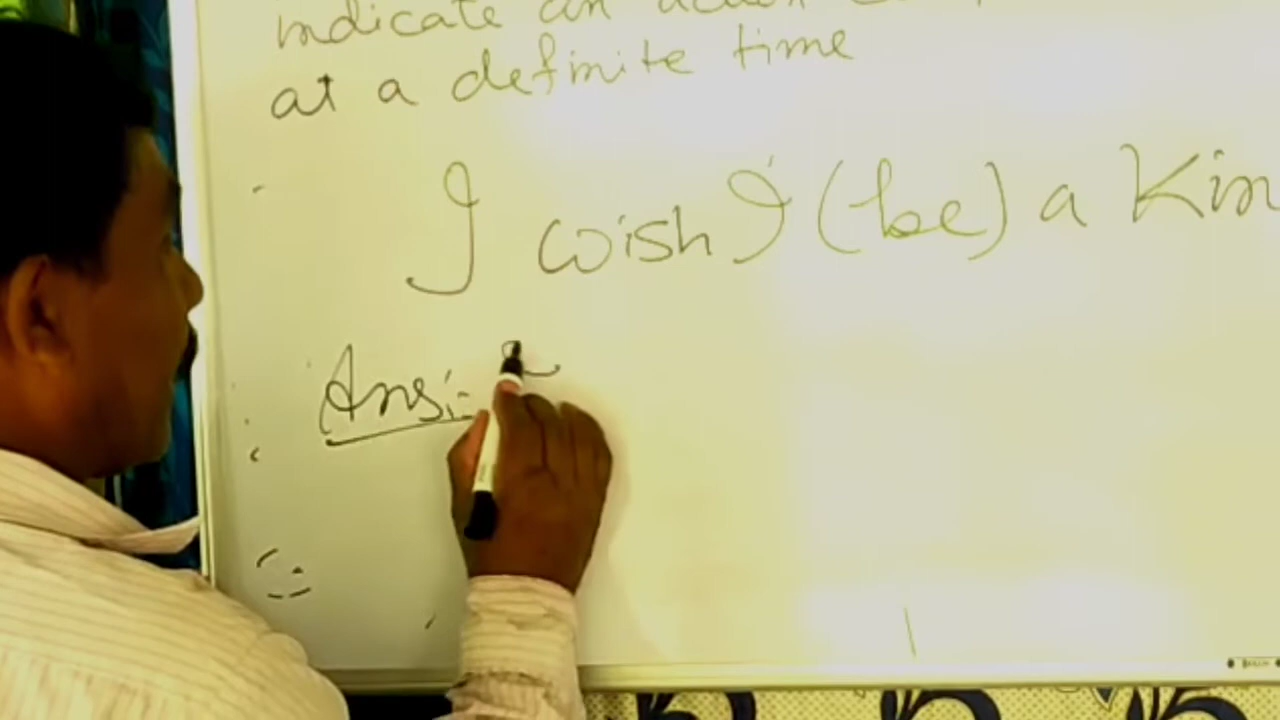 indicate an action
at a definite time
I wish I (be) a Kin
Ans:-